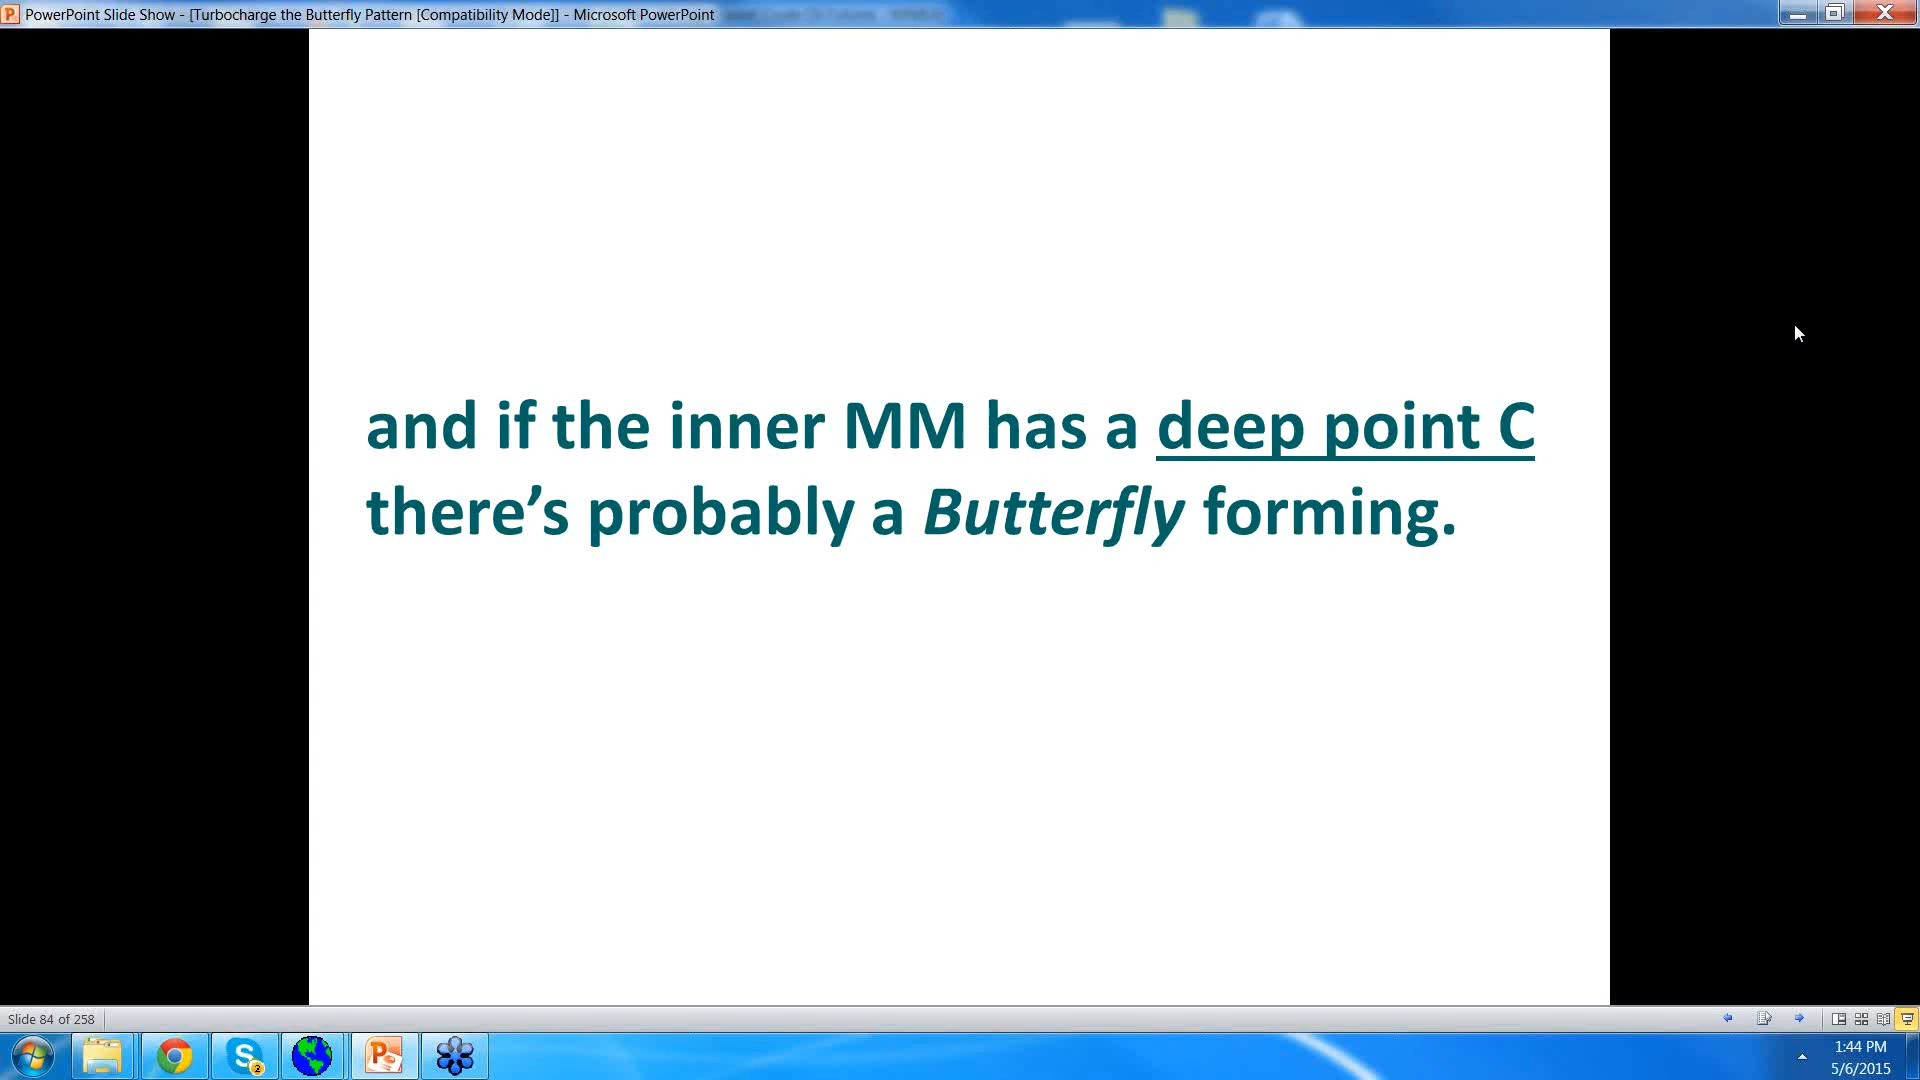 PowerPoint Slide Show - [Turbocharge the Butterfly Pattern [Compatibility Mode]] - Microsoft PowerPoint
and if the inner MM has a deep point C
there’s probably a Butterfly forming.
Slide 84 of 258
2
1:44 PM
5/6/2015